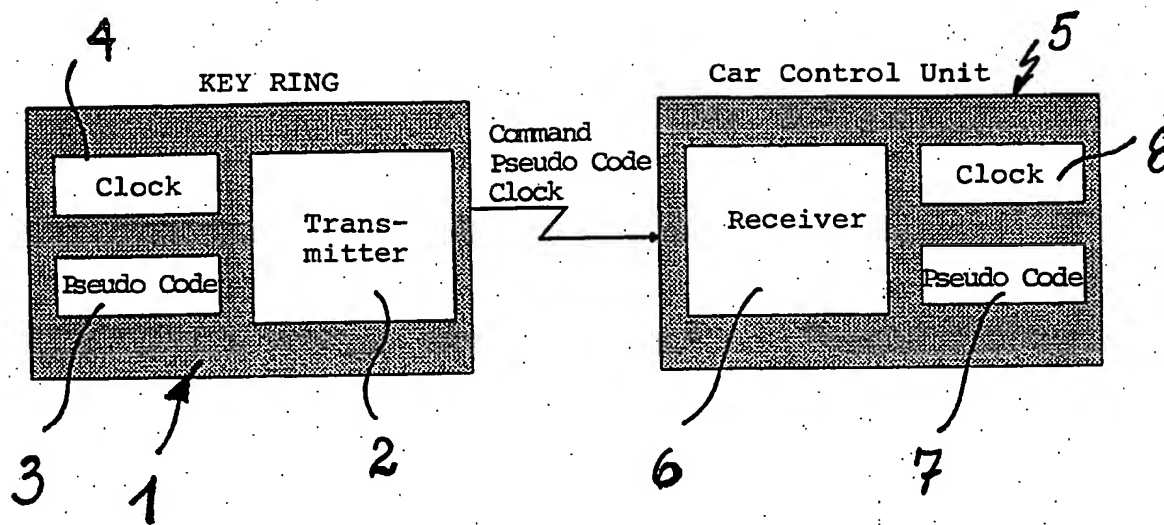 4
KEY RING
Clock
Trans-
mitter
Pseudo Code
3
1
2
Command
Pseudo Code
Clock
5
Car Control Unit
Receiver
Clock
8
Pseudo Code
6
7